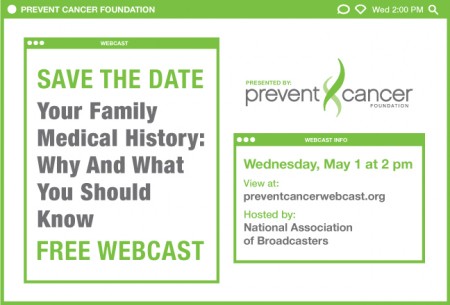 PREVENT CANCER FOUNDATION
Wed 2:00 PM
WEBCAST
SAVE THE DATE
Your Family
Medical History:
Why And What
You Should
Know
FREE WEBCAST
PRESENTED BY:
prevent cancer
FOUNDATION
WEBCAST INFO
Wednesday, May 1 at 2 pm
View at:
preventcancerwebcast.org
Hosted by:
National Association
of Broadcasters